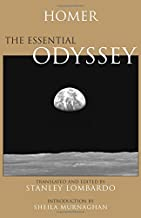 HOMER
THE ESSENTIAL
ODYSSEY
TRANSLATED AND EDITED BY
STANLEY LOMBARDO
INTRODUCTION BY
SHEILA MURNAGHAN